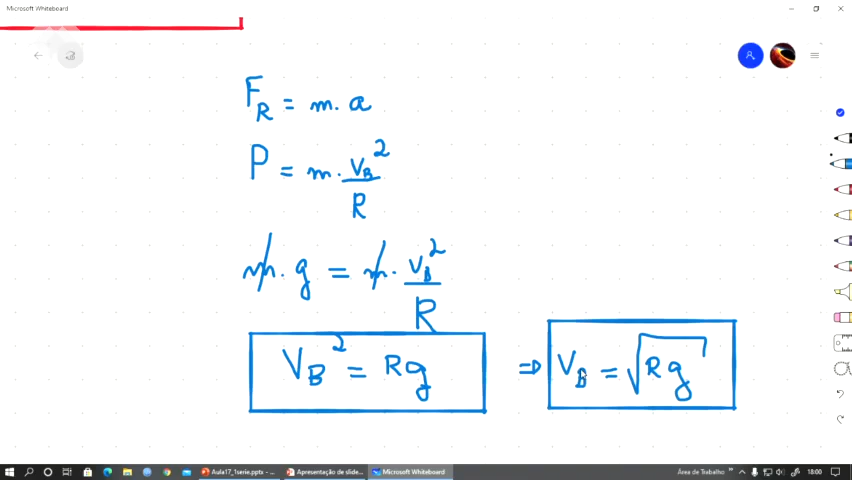 Microsoft Whiteboard
F_R = m. a
P = m. V_B^2 / R
m. g = m. V_B^2 / R
V_B^2 = Rg ⇒ V_B = √Rg
Aula17_1serie.pptx - ... Apresentação de slide... Microsoft Whiteboard Área de Trabalho 18:00